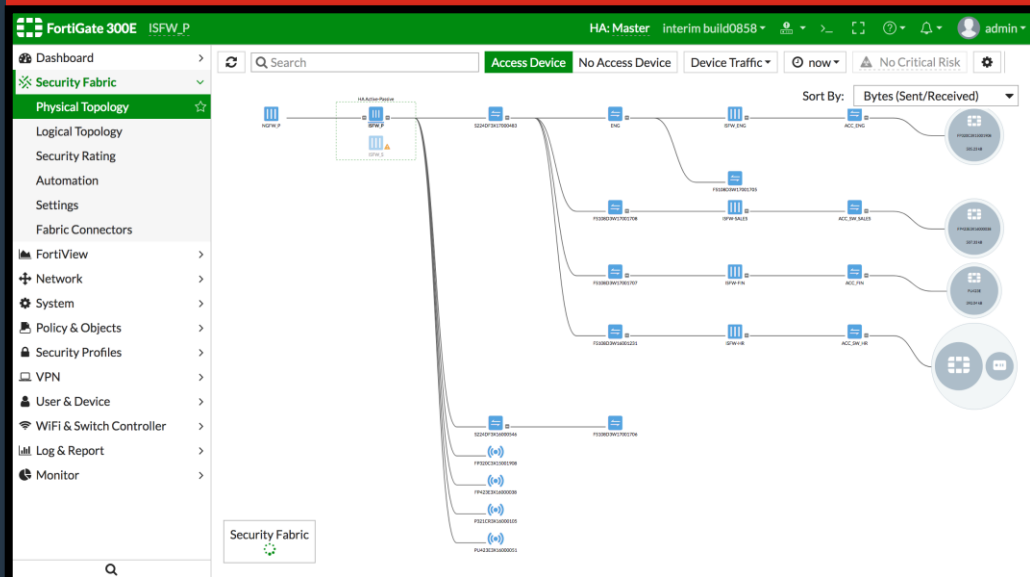 FortiGate 300E ISFW_P HA: Master interim build0858 admin
Dashboard
Security Fabric
Physical Topology
Logical Topology
Security Rating
Automation
Settings
Fabric Connectors
FortiView
Network
System
Policy & Objects
Security Profiles
VPN
User & Device
WiFi & Switch Controller
Log & Report
Monitor
Search Access Device No Access Device Device Traffic now No Critical Risk
Sort By: Bytes (Sent/Received)
HA Active-Passive
NGFW_P ISFW_P S224DF3X17000483 ENG ISFW_ENG ACC_ENG
ISFW_S
ISFW-SALES ACC_SW_SALES
ISFW-FIN ACC_FIN
ISFW-HR ACC_SW_HR
Security Fabric